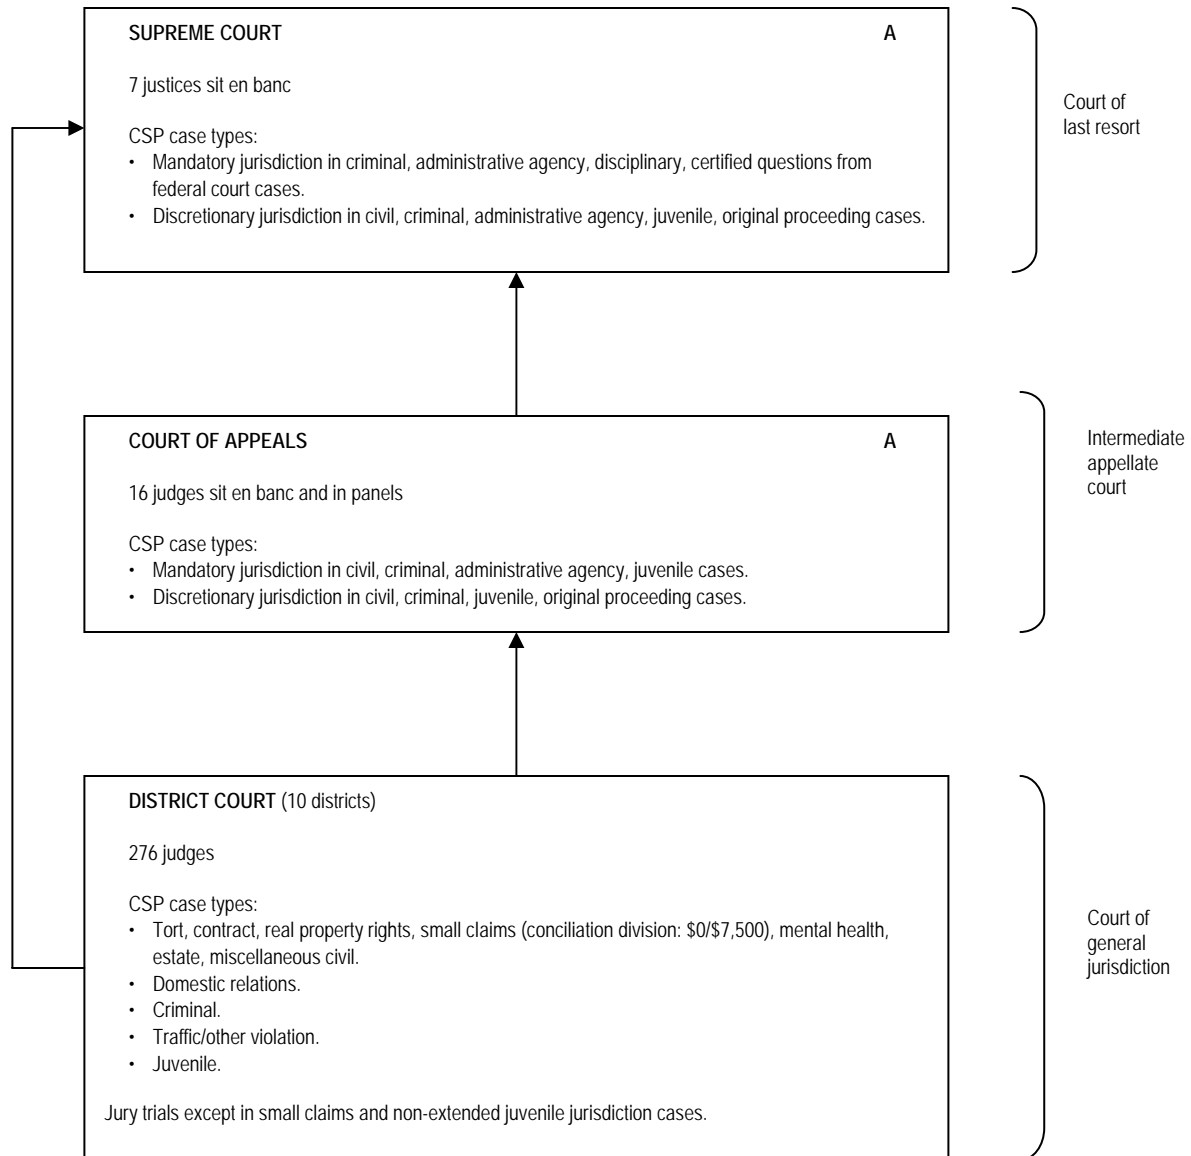 SUPREME COURT A
7 justices sit en banc
CSP case types:
• Mandatory jurisdiction in criminal, administrative agency, disciplinary, certified questions from
federal court cases.
• Discretionary jurisdiction in civil, criminal, administrative agency, juvenile, original proceeding cases.
Court of
last resort
COURT OF APPEALS A
16 judges sit en banc and in panels
CSP case types:
• Mandatory jurisdiction in civil, criminal, administrative agency, juvenile cases.
• Discretionary jurisdiction in civil, criminal, juvenile, original proceeding cases.
Intermediate
appellate
court
DISTRICT COURT (10 districts)
276 judges
CSP case types:
• Tort, contract, real property rights, small claims (conciliation division: $0/$7,500), mental health,
estate, miscellaneous civil.
• Domestic relations.
• Criminal.
• Traffic/other violation.
• Juvenile.
Jury trials except in small claims and non-extended juvenile jurisdiction cases.
Court of
general
jurisdiction